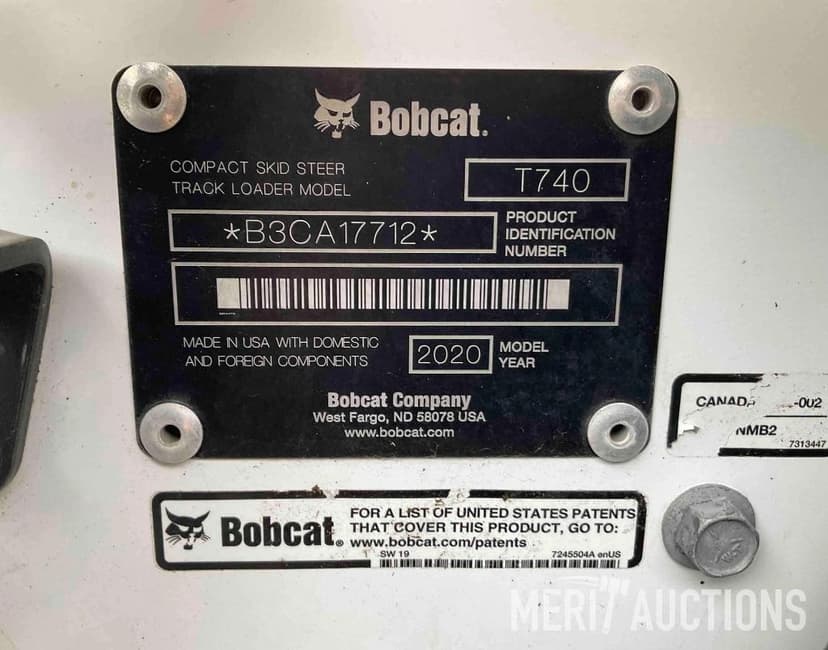 Bobcat.
COMPACT SKID STEER
TRACK LOADER MODEL
T740
*B3CA17712*
PRODUCT
IDENTIFICATION
NUMBER
MADE IN USA WITH DOMESTIC
AND FOREIGN COMPONENTS
2020
MODEL
YEAR
Bobcat Company
West Fargo, ND 58078 USA
www.bobcat.com
-002
NMB2
7313447
Bobcat®
FOR A LIST OF UNITED STATES PATENTS
THAT COVER THIS PRODUCT, GO TO:
www.bobcat.com/patents
SW 19
7245504A enUS
MERIT AUCTIONS